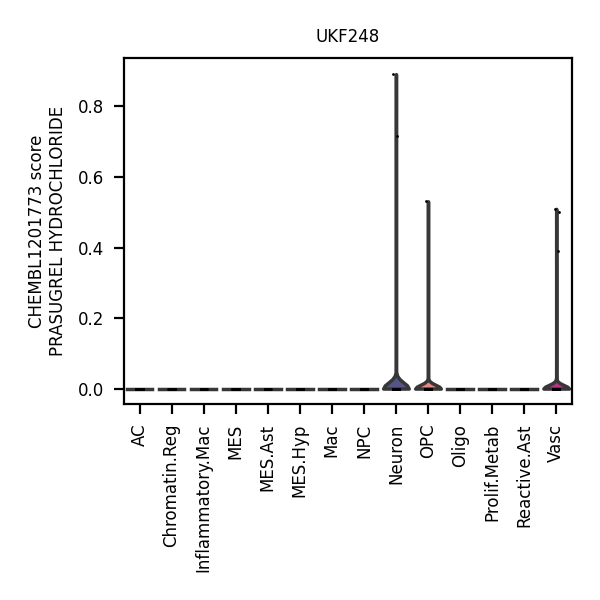 UKF248
CHEMBL1201773 score
PRASUGREL HYDROCHLORIDE
0.8
0.6
0.4
0.2
0.0
AC
Chromatin.Reg
Inflammatory.Mac
MES
MES.Ast
MES.Hyp
Mac
NPC
Neuron
OPC
Oligo
Prolif.Metab
Reactive.Ast
Vasc